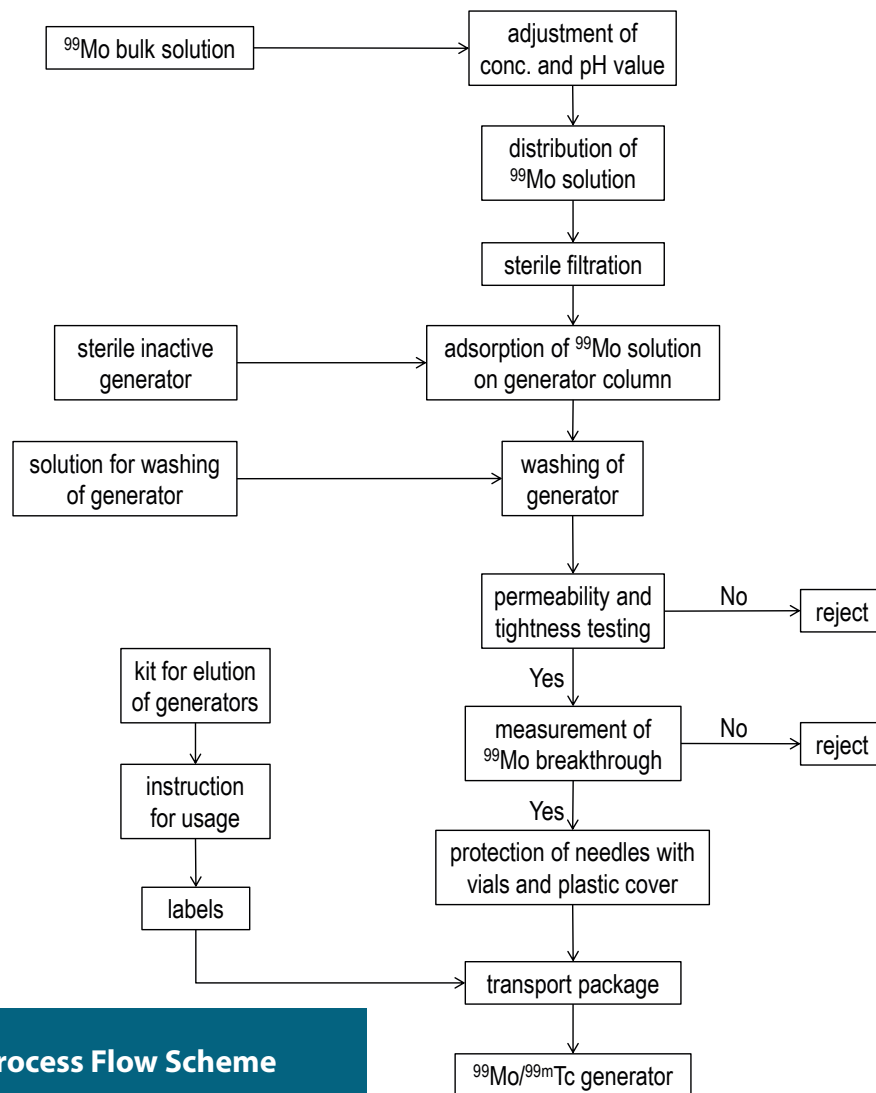 ⁹⁹Mo bulk solution
adjustment of
conc. and pH value
distribution of
⁹⁹Mo solution
sterile filtration
sterile inactive
generator
adsorption of ⁹⁹Mo solution
on generator column
solution for washing
of generator
washing of
generator
permeability and
tightness testing
No
reject
Yes
kit for elution
of generators
measurement of
⁹⁹Mo breakthrough
No
reject
instruction
for usage
Yes
protection of needles with
vials and plastic cover
labels
transport package
rocess Flow Scheme
⁹⁹Mo/⁹⁹ᵐTc generator